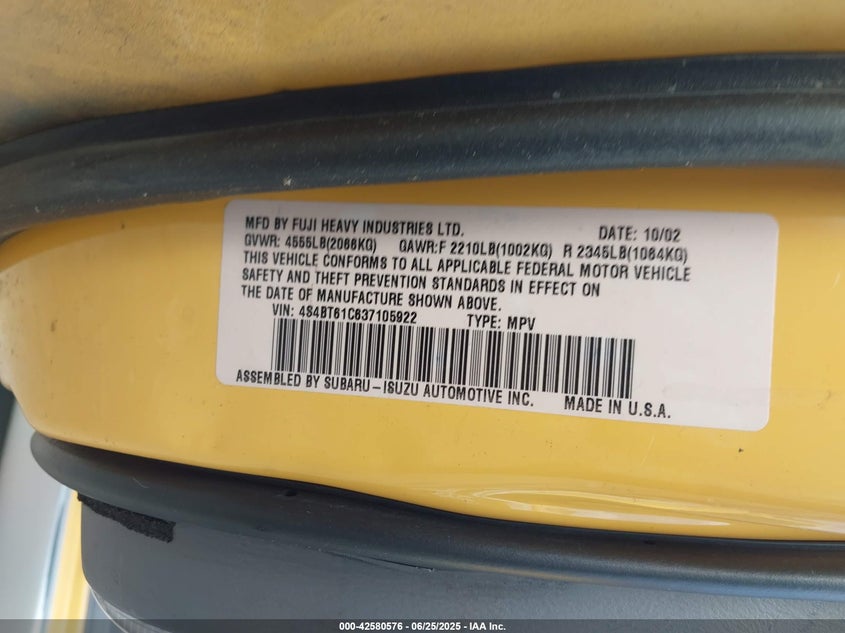 MFD BY FUJI HEAVY INDUSTRIES LTD. DATE: 10/02
GVWR: 4555LB(2066KG) GAWR:F 2210LB(1002KG) R 2345LB(1064KG)
THIS VEHICLE CONFORMS TO ALL APPLICABLE FEDERAL MOTOR VEHICLE
SAFETY AND THEFT PREVENTION STANDARDS IN EFFECT ON
THE DATE OF MANUFACTURE SHOWN ABOVE.
VIN: 4S4BT61C637105922 TYPE: MPV
ASSEMBLED BY SUBARU-ISUZU AUTOMOTIVE INC. MADE IN U.S.A.
000-42580576 - 06/25/2025 - IAA Inc.